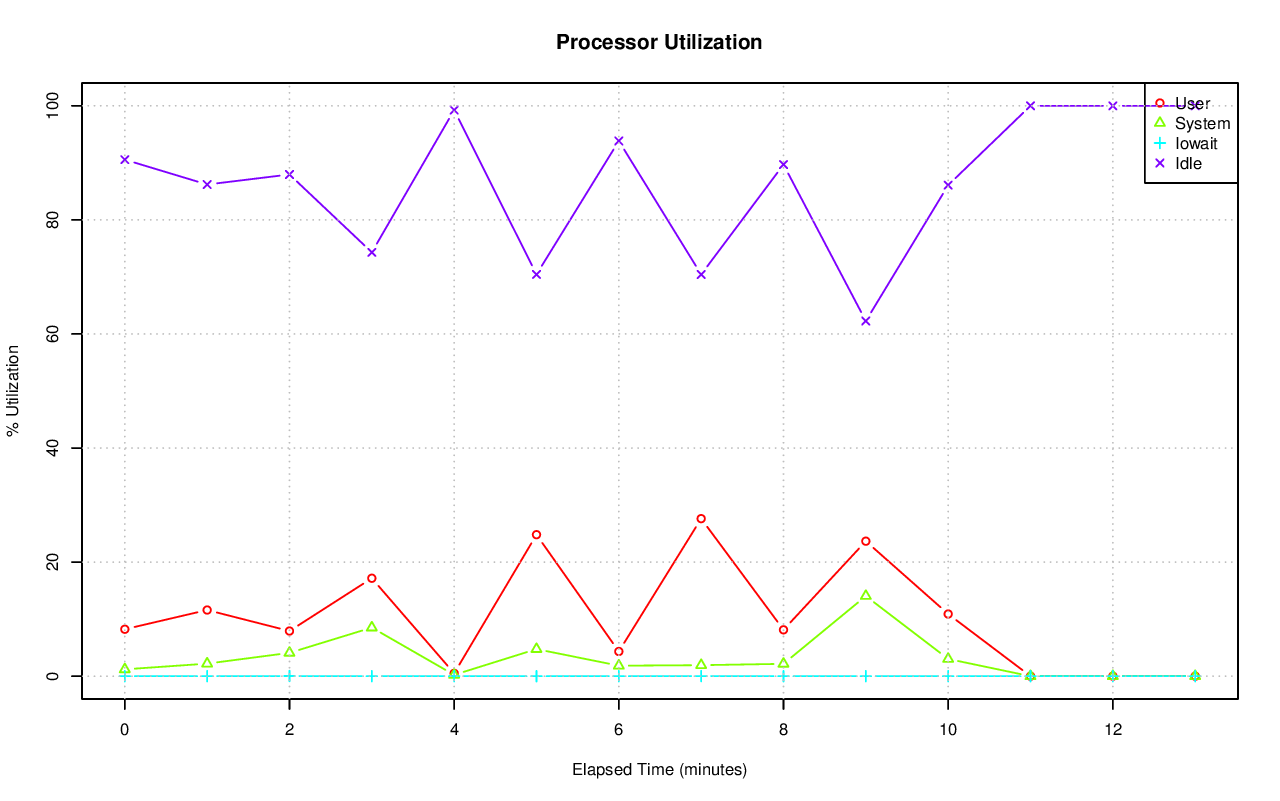 Processor Utilization
% Utilization
100
80
60
40
20
0
0 2 4 6 8 10 12
Elapsed Time (minutes)
User
System
Iowait
Idle